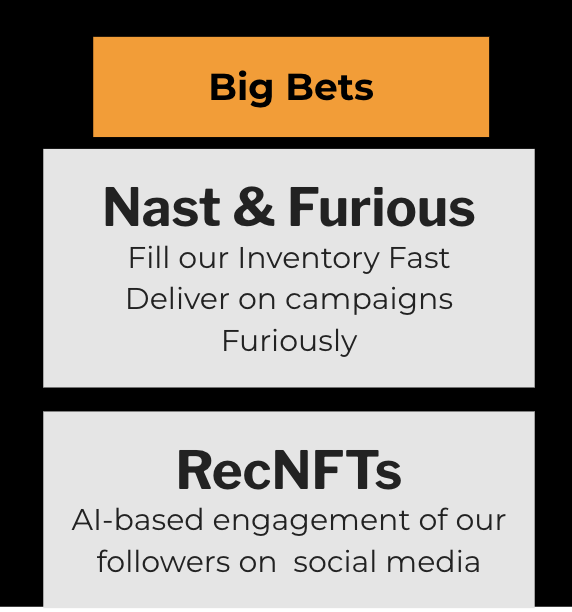 Big Bets
Nast & Furious
Fill our Inventory Fast
Deliver on campaigns
Furiously
RecNFTs
AI-based engagement of our
followers on  social media